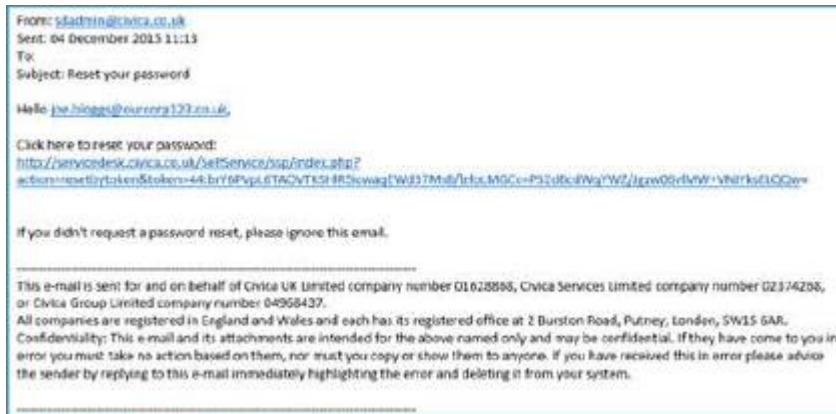 From: sdadmin@civica.co.uk
Sent: 04 December 2015 11:13
To:
Subject: Reset your password
Hello joe.bloggs@ourcorp123.co.uk,
Click here to reset your password:
http://servicedesk.civica.co.uk/SelfService/ssp/index.php?
If you didn't request a password reset, please ignore this email.
This e-mail is sent for and on behalf of Civica UK Limited company number 01628868, Civica Services Limited company number 02374268,
or Civica Group Limited company number 04968437.
All companies are registered in England and Wales and each has its registered office at 2 Burston Road, Putney, London, SW15 6AR.
Confidentiality: This e-mail and its attachments are intended for the above named only and may be confidential. If they have come to you in
error you must take no action based on them, nor must you copy or show them to anyone. If you have received this in error please advise
the sender by replying to this e-mail immediately highlighting the error and deleting it from your system.